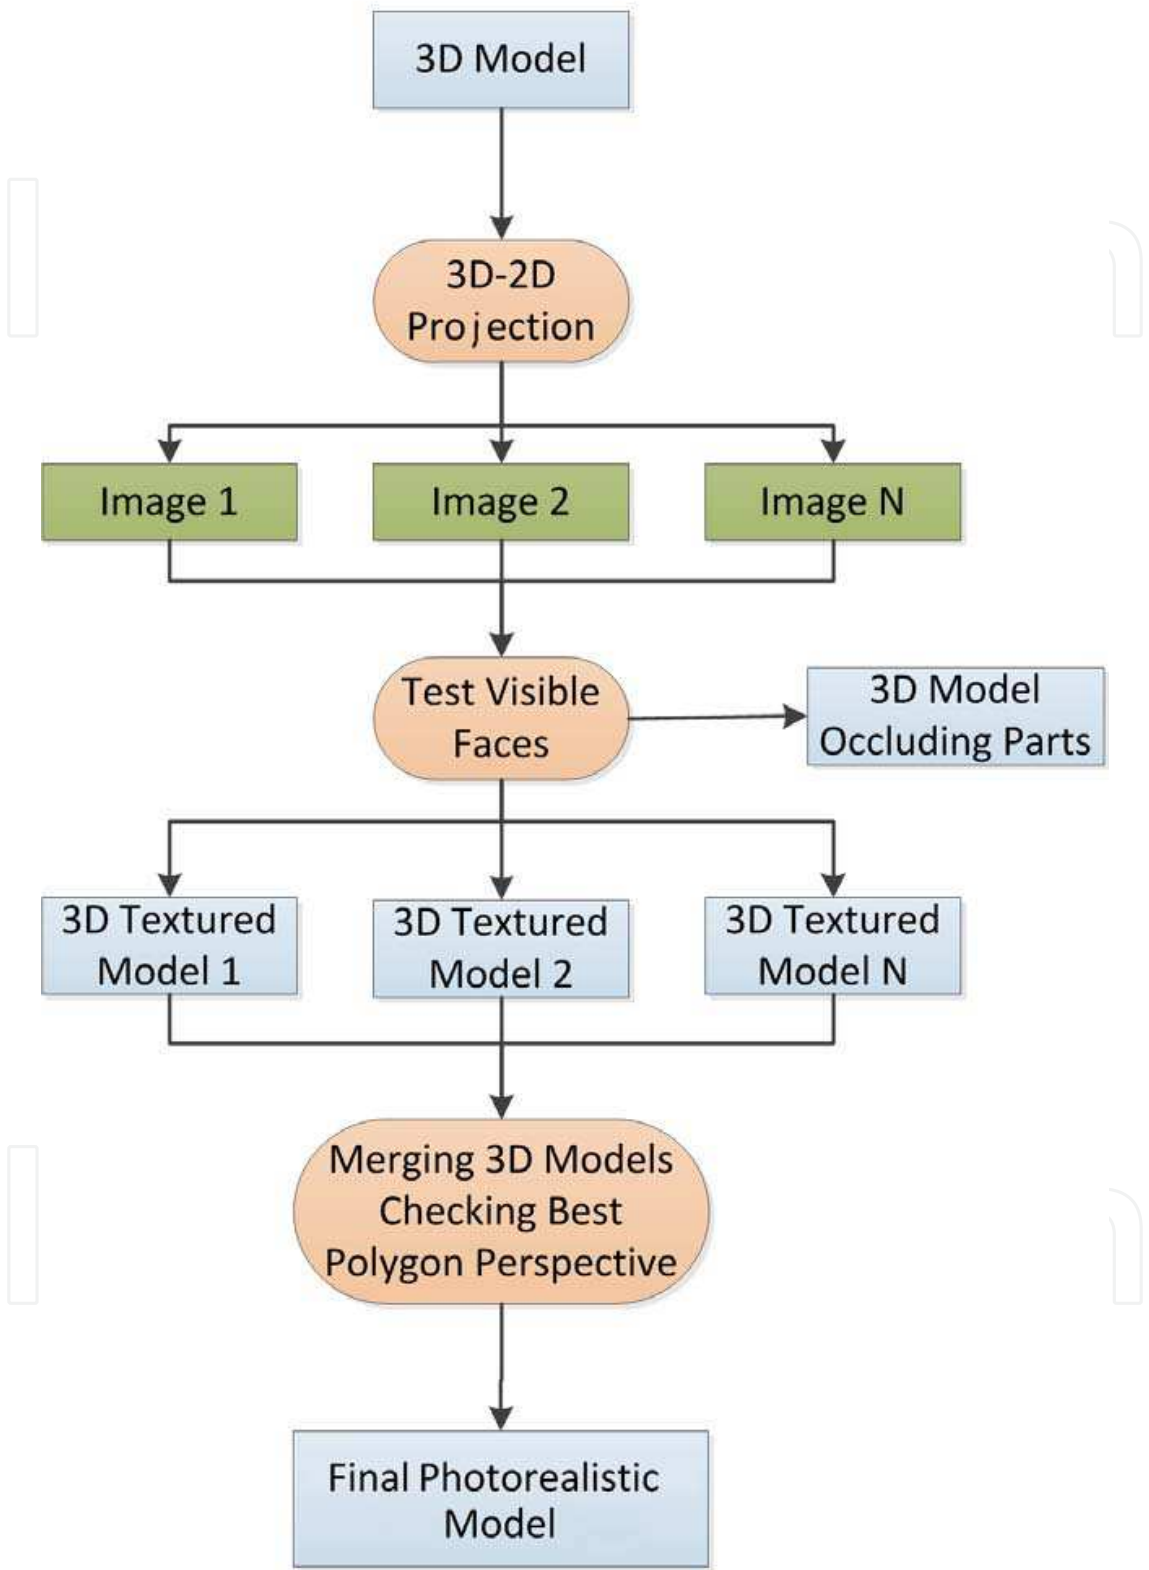 3D Model
3D-2D
Projection
Image 1
Image 2
Image N
Test Visible
Faces
3D Model
Occluding Parts
3D Textured
Model 1
3D Textured
Model 2
3D Textured
Model N
Merging 3D Models
Checking Best
Polygon Perspective
Final Photorealistic
Model